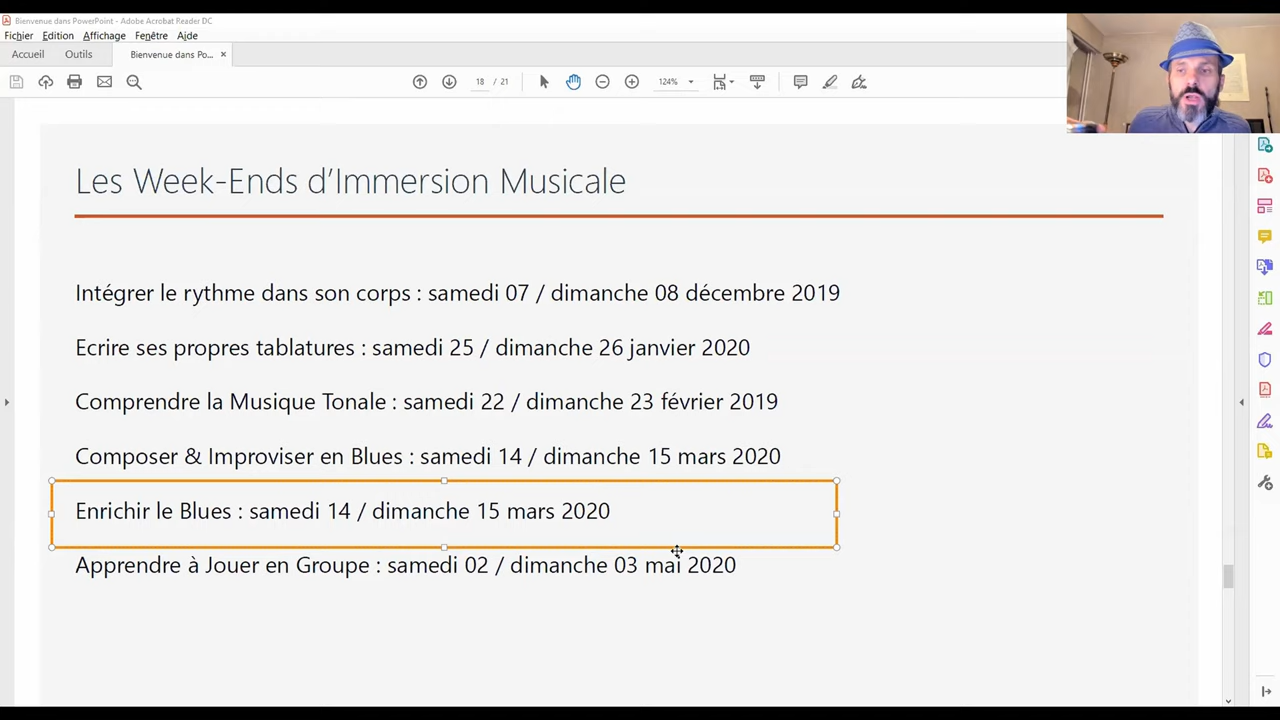 Bienvenue dans PowerPoint - Adobe Acrobat Reader DC
Fichier Edition Affichage Fenêtre Aide
Accueil Outils Bienvenue dans Po... ×
18 / 21 124%
Les Week-Ends d’Immersion Musicale
Intégrer le rythme dans son corps : samedi 07 / dimanche 08 décembre 2019
Ecrire ses propres tablatures : samedi 25 / dimanche 26 janvier 2020
Comprendre la Musique Tonale : samedi 22 / dimanche 23 février 2019
Composer & Improviser en Blues : samedi 14 / dimanche 15 mars 2020
Enrichir le Blues : samedi 14 / dimanche 15 mars 2020
Apprendre à Jouer en Groupe : samedi 02 / dimanche 03 mai 2020